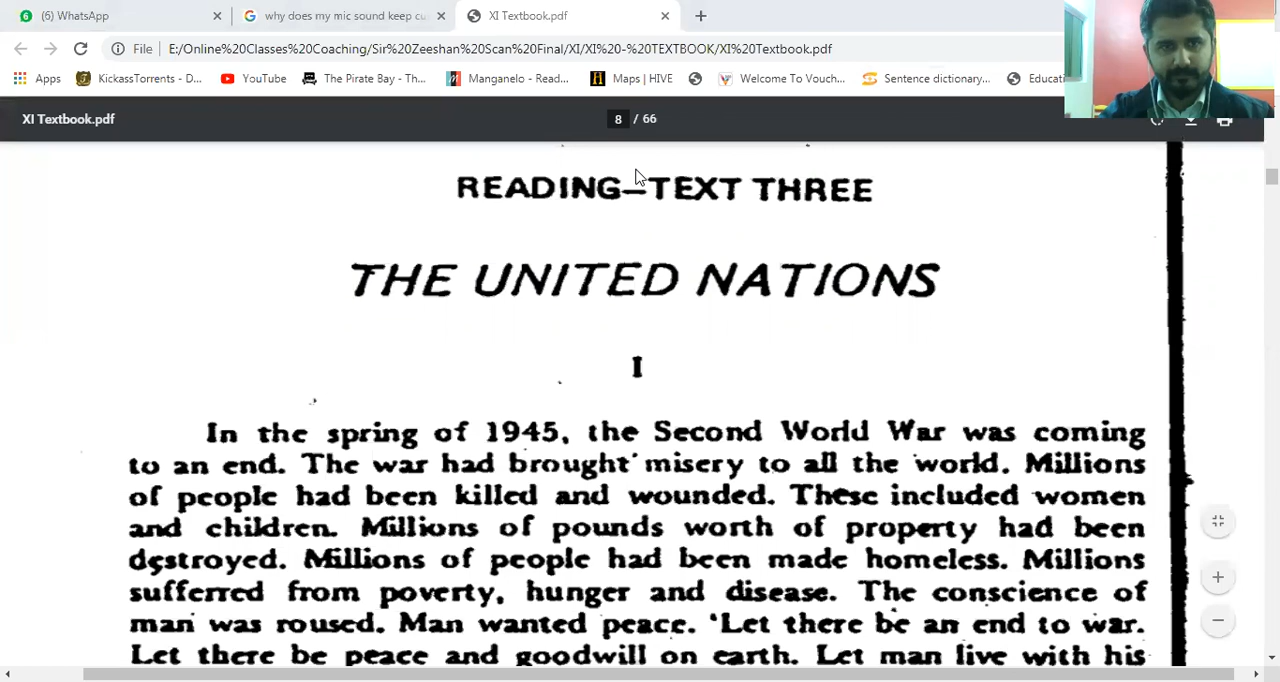 (6) WhatsApp
why does my mic sound keep cu
XI Textbook.pdf
File
E:/Online%20Classes%20Coaching/Sir%20Zeeshan%20Scan%20Final/XI/XI%20-%20TEXTBOOK/XI%20Textbook.pdf
Apps
KickassTorrents - D...
YouTube
The Pirate Bay - Th...
Manganelo - Read...
Maps | HIVE
Welcome To Vouch...
Sentence dictionary...
Educati
XI Textbook.pdf
8 / 66
READING—TEXT THREE
THE UNITED NATIONS
I
In the spring of 1945, the Second World War was coming
to an end. The war had brought misery to all the world. Millions
of people had been killed and wounded. These included women
and children. Millions of pounds worth of property had been
destroyed. Millions of people had been made homeless. Millions
sufferred from poverty, hunger and disease. The conscience of
man was roused. Man wanted peace. 'Let there be an end to war.
Let there be peace and goodwill on earth. Let man live with his